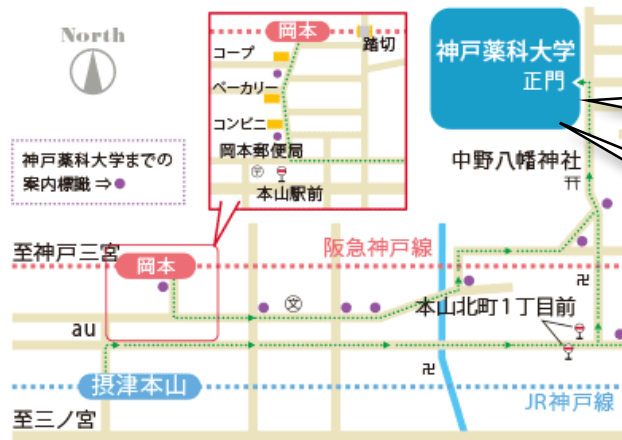 North
岡本
踏切
コープ
ベーカリー
コンビニ
岡本郵便局
〒
本山駅前
神戸薬科大学
正門
中野八幡神社
神戸薬科大学までの
案内標識 ⇒
至神戸三宮
岡本
阪急神戸線
au
文
本山北町1丁目前
摂津本山
JR神戸線
至三ノ宮